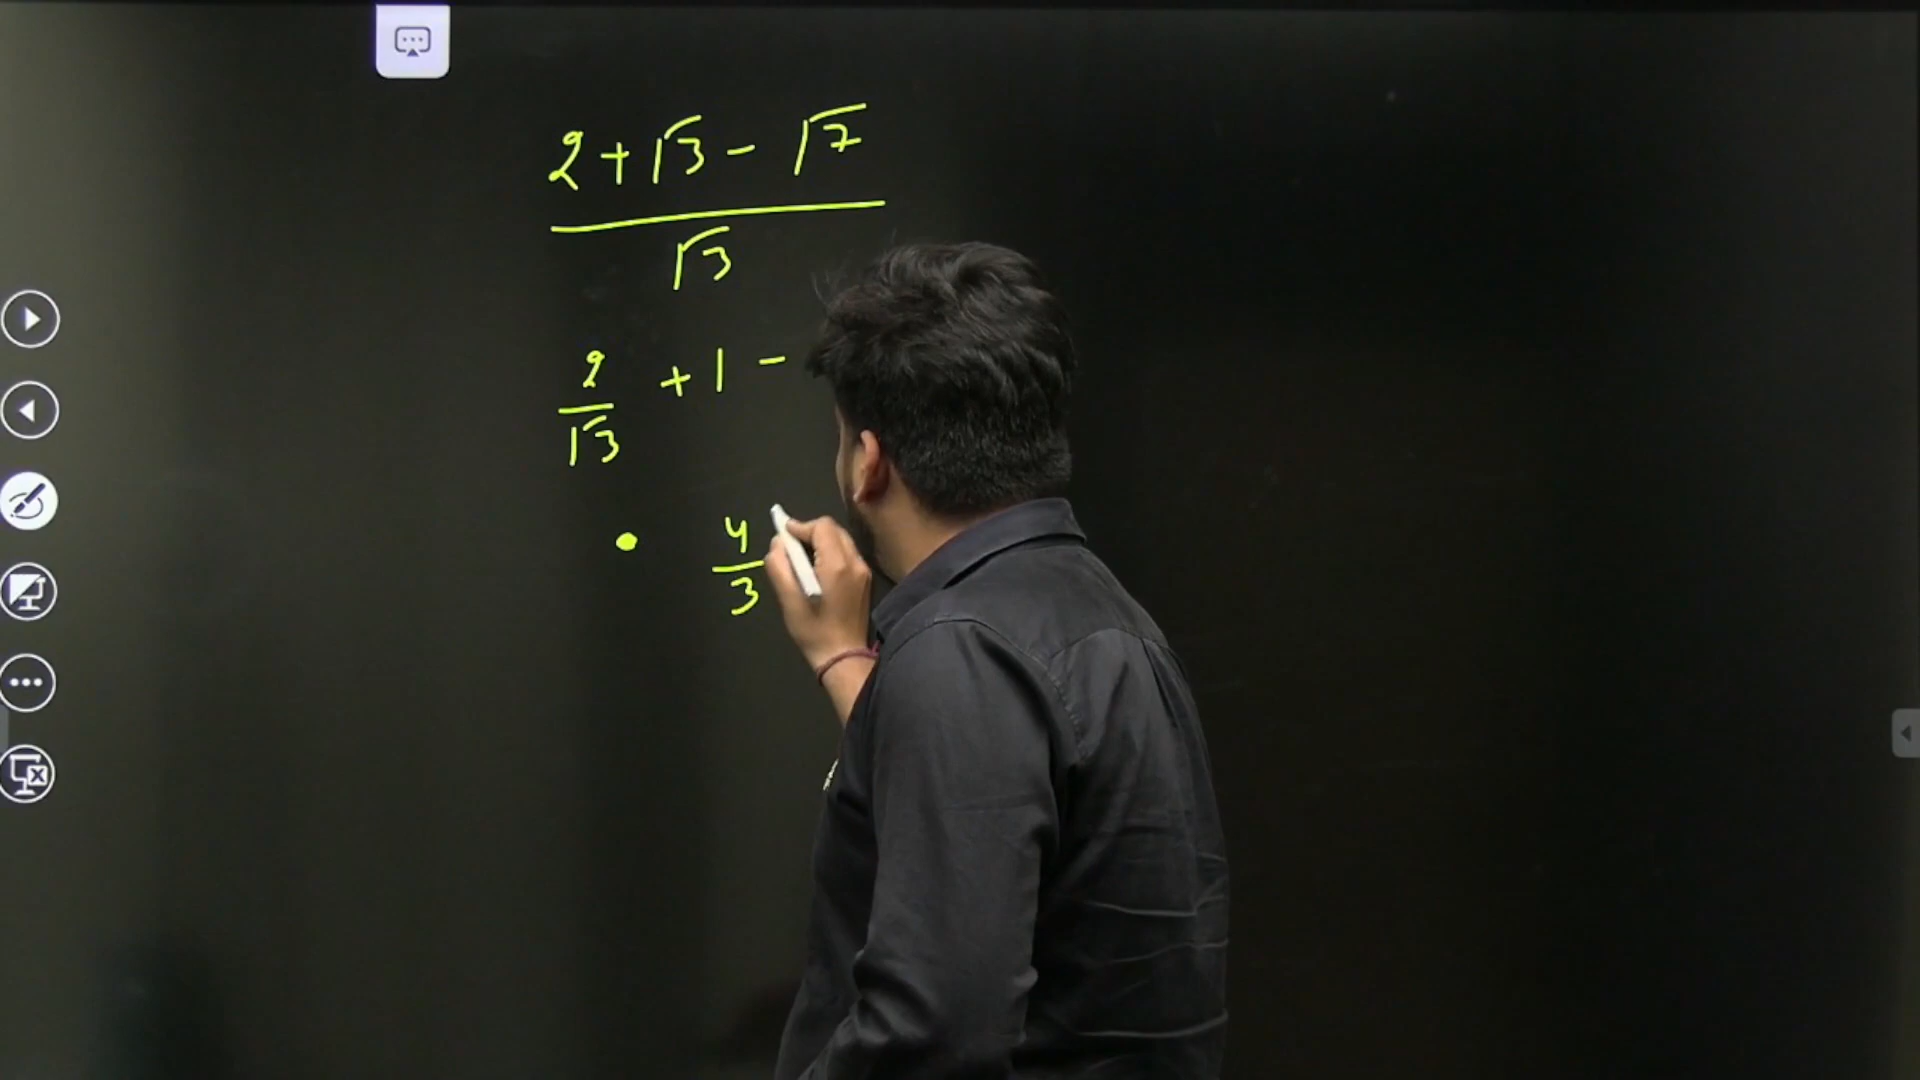 2 + √3 - √7
√3
2
√3
+ 1 -
4
3